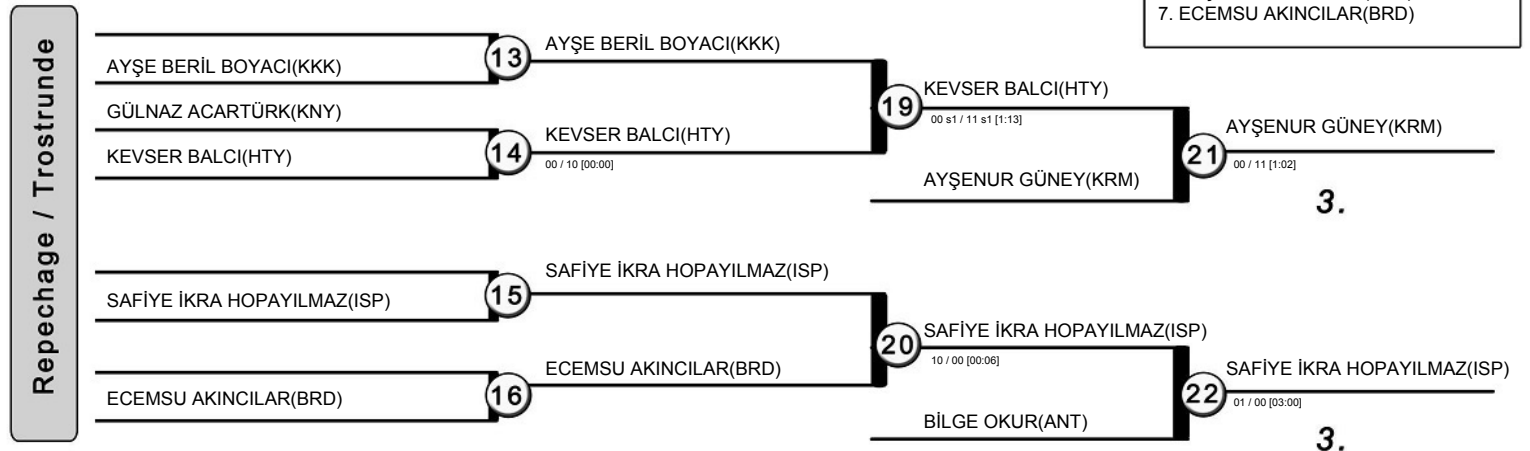 7. ECEMSU AKINCILAR(BRD)
Repechage / Trostrunde
AYŞE BERİL BOYACI(KKK)
13
AYŞE BERİL BOYACI(KKK)
GÜLNAZ ACARTÜRK(KNY)
KEVSER BALCI(HTY)
14
KEVSER BALCI(HTY)
00 / 10 [00:00]
19
KEVSER BALCI(HTY)
00 s1 / 11 s1 [1:13]
AYŞENUR GÜNEY(KRM)
21
AYŞENUR GÜNEY(KRM)
00 / 11 [1:02]
3.
SAFİYE İKRA HOPAYILMAZ(ISP)
15
SAFİYE İKRA HOPAYILMAZ(ISP)
ECEMSU AKINCILAR(BRD)
16
ECEMSU AKINCILAR(BRD)
20
SAFİYE İKRA HOPAYILMAZ(ISP)
10 / 00 [00:06]
BİLGE OKUR(ANT)
22
SAFİYE İKRA HOPAYILMAZ(ISP)
01 / 00 [03:00]
3.